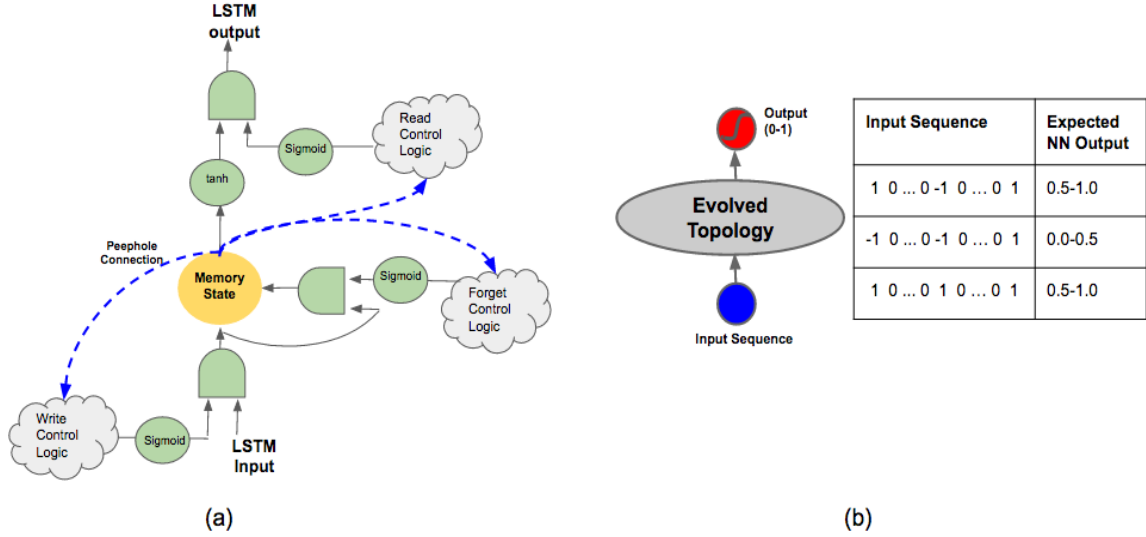 LSTM
output
Read
Control
Logic
Sigmoid
tanh
Peephole
Connection
Memory
State
Sigmoid
Forget
Control
Logic
Write
Control
Logic
Sigmoid
LSTM
Input
(a)
Output
(0-1)
Evolved
Topology
Input Sequence
Input Sequence
Expected
NN Output
1 0 ... 0 -1 0 ... 0 1
0.5-1.0
-1 0 ... 0 -1 0 ... 0 1
0.0-0.5
1 0 ... 0 1 0 ... 0 1
0.5-1.0
(b)